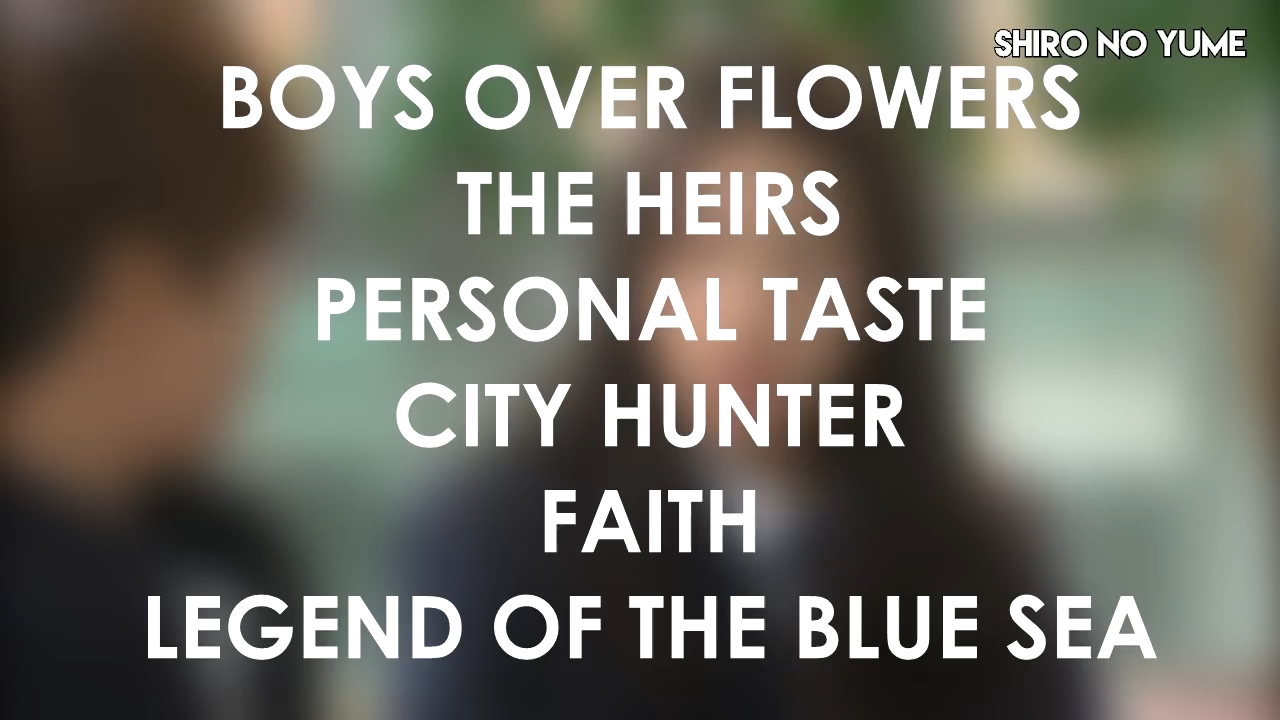 SHIRO NO YUME
BOYS OVER FLOWERS
THE HEIRS
PERSONAL TASTE
CITY HUNTER
FAITH
LEGEND OF THE BLUE SEA